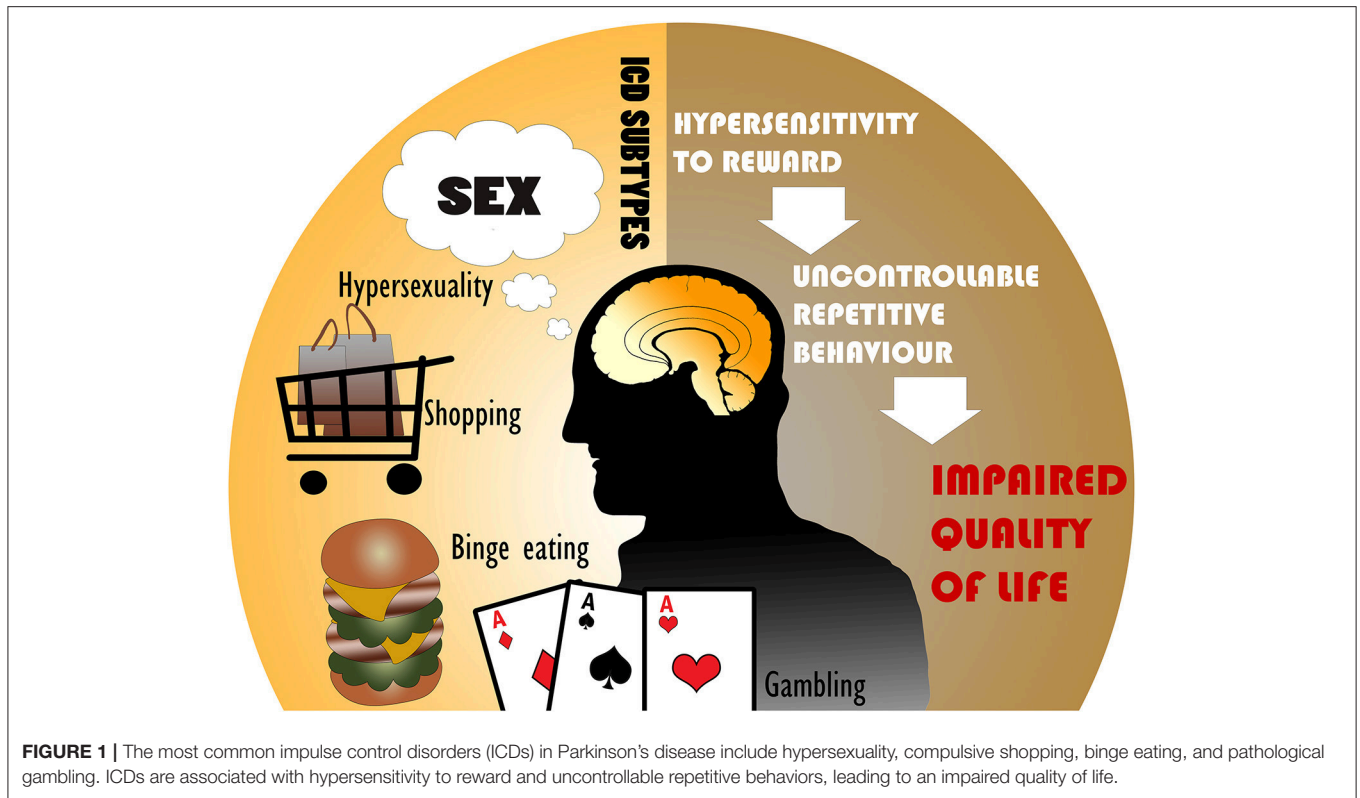 ICD SUBTYPES
SEX
Hypersexuality
Shopping
Binge eating
A
A
A
Gambling
HYPERSENSITIVITY
TO REWARD
UNCONTROLLABLE
REPETITIVE
BEHAVIOUR
IMPAIRED
QUALITY
OF LIFE
FIGURE 1 | The most common impulse control disorders (ICDs) in Parkinson’s disease include hypersexuality, compulsive shopping, binge eating, and pathological
gambling. ICDs are associated with hypersensitivity to reward and uncontrollable repetitive behaviors, leading to an impaired quality of life.